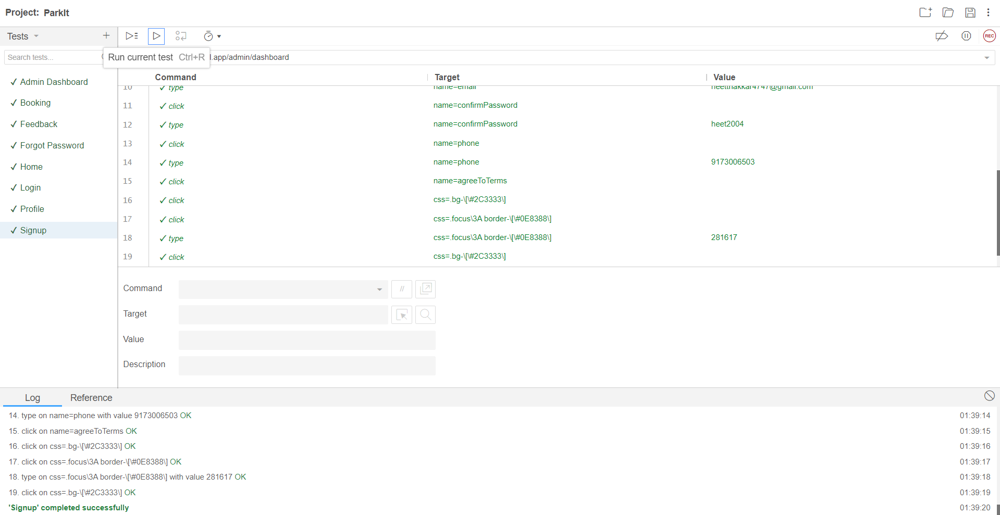 Project: ParkIt
Tests
REC
Search tests...
Run current test Ctrl+R
l.app/admin/dashboard
Command Target Value
✓ Admin Dashboard
✓ Booking
✓ Feedback
✓ Forgot Password
✓ Home
✓ Login
✓ Profile
✓ Signup
10 ✓ type name=email heetthakkar4747@gmail.com
11 ✓ click name=confirmPassword
12 ✓ type name=confirmPassword heet2004
13 ✓ click name=phone
14 ✓ type name=phone 9173006503
15 ✓ click name=agreeToTerms
16 ✓ click css=.bg-\[\#2C3333\]
17 ✓ click css=.focus\3A border-\[\#0E8388\]
18 ✓ type css=.focus\3A border-\[\#0E8388\] 281617
19 ✓ click css=.bg-\[\#2C3333\]
Command //
Target
Value
Description
Log Reference
14. type on name=phone with value 9173006503 OK 01:39:14
15. click on name=agreeToTerms OK 01:39:15
16. click on css=.bg-\[\#2C3333\] OK 01:39:16
17. click on css=.focus\3A border-\[\#0E8388\] OK 01:39:17
18. type on css=.focus\3A border-\[\#0E8388\] with value 281617 OK 01:39:18
19. click on css=.bg-\[\#2C3333\] OK 01:39:19
'Signup' completed successfully 01:39:20